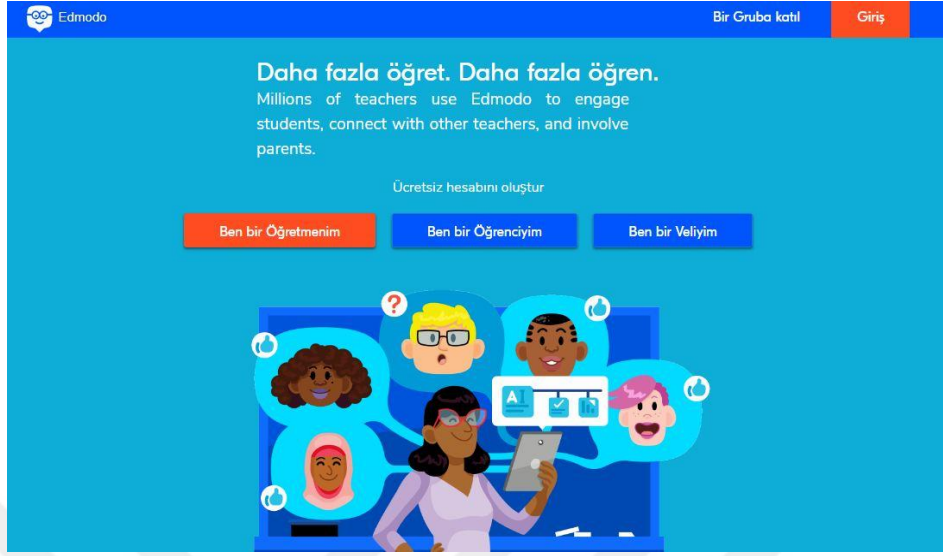 Edmodo
Bir Gruba katıl
Giriş
Daha fazla öğret. Daha fazla öğren.
Millions of teachers use Edmodo to engage
students, connect with other teachers, and involve
parents.
Ücretsiz hesabını oluştur
Ben bir Öğretmenim
Ben bir Öğrenciyim
Ben bir Veliyim
?
A1